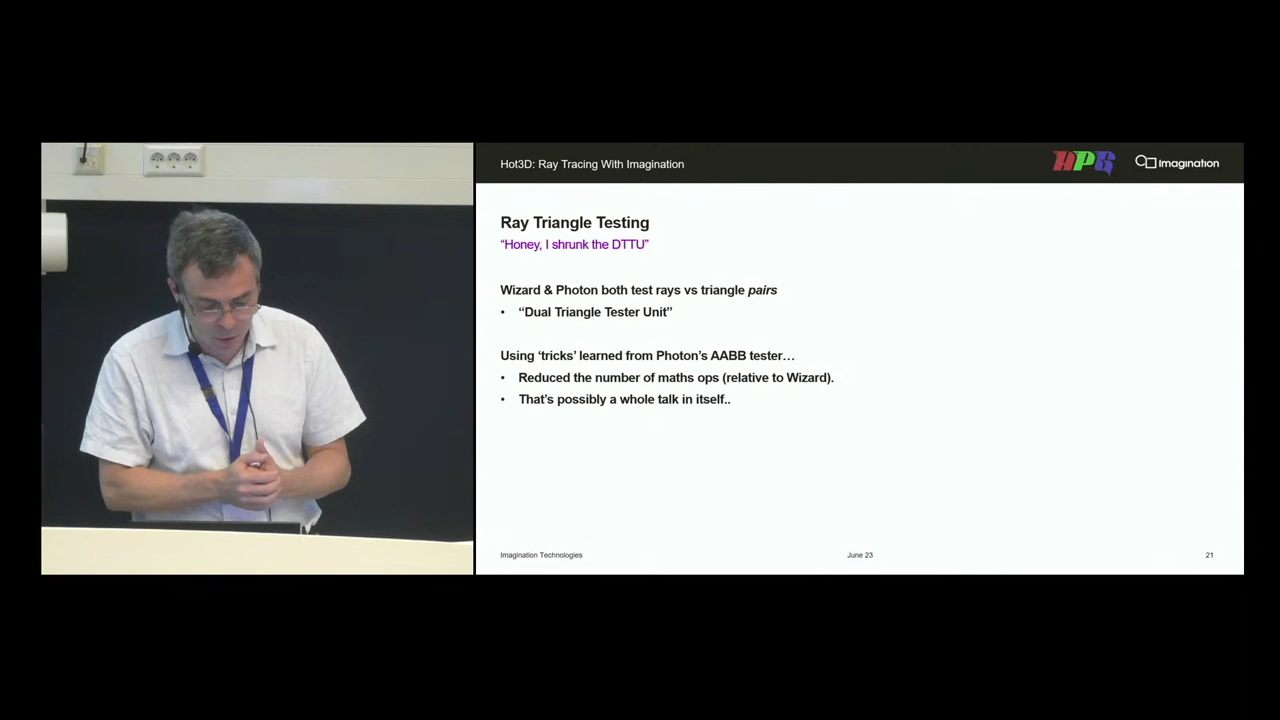 Hot3D: Ray Tracing With Imagination
HPG
Imagination
Ray Triangle Testing
“Honey, I shrunk the DTTU”
Wizard & Photon both test rays vs triangle pairs
• “Dual Triangle Tester Unit”
Using ‘tricks’ learned from Photon’s AABB tester…
• Reduced the number of maths ops (relative to Wizard).
• That’s possibly a whole talk in itself..
Imagination Technologies
June 23
21